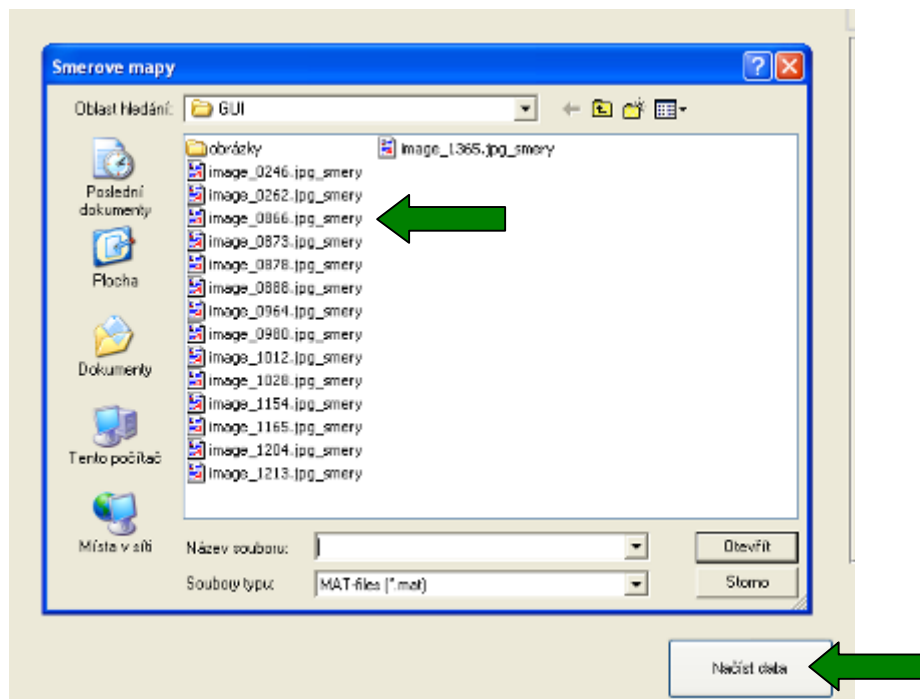 Smerove mapy
Oblast hledání: GUI
obrázky
image_0246.jpg_smery
image_0262.jpg_smery
image_0866.jpg_smery
image_0873.jpg_smery
image_0878.jpg_smery
image_0888.jpg_smery
image_0964.jpg_smery
image_0980.jpg_smery
image_1012.jpg_smery
image_1028.jpg_smery
image_1154.jpg_smery
image_1165.jpg_smery
image_1204.jpg_smery
image_1213.jpg_smery
image_1365.jpg_smery
Poslední
dokumenty
Plocha
Dokumenty
Tento počítač
Místa v síti
Název souboru:
Otevřít
Soubory typu: MAT-files (*.mat)
Storno
Načíst data